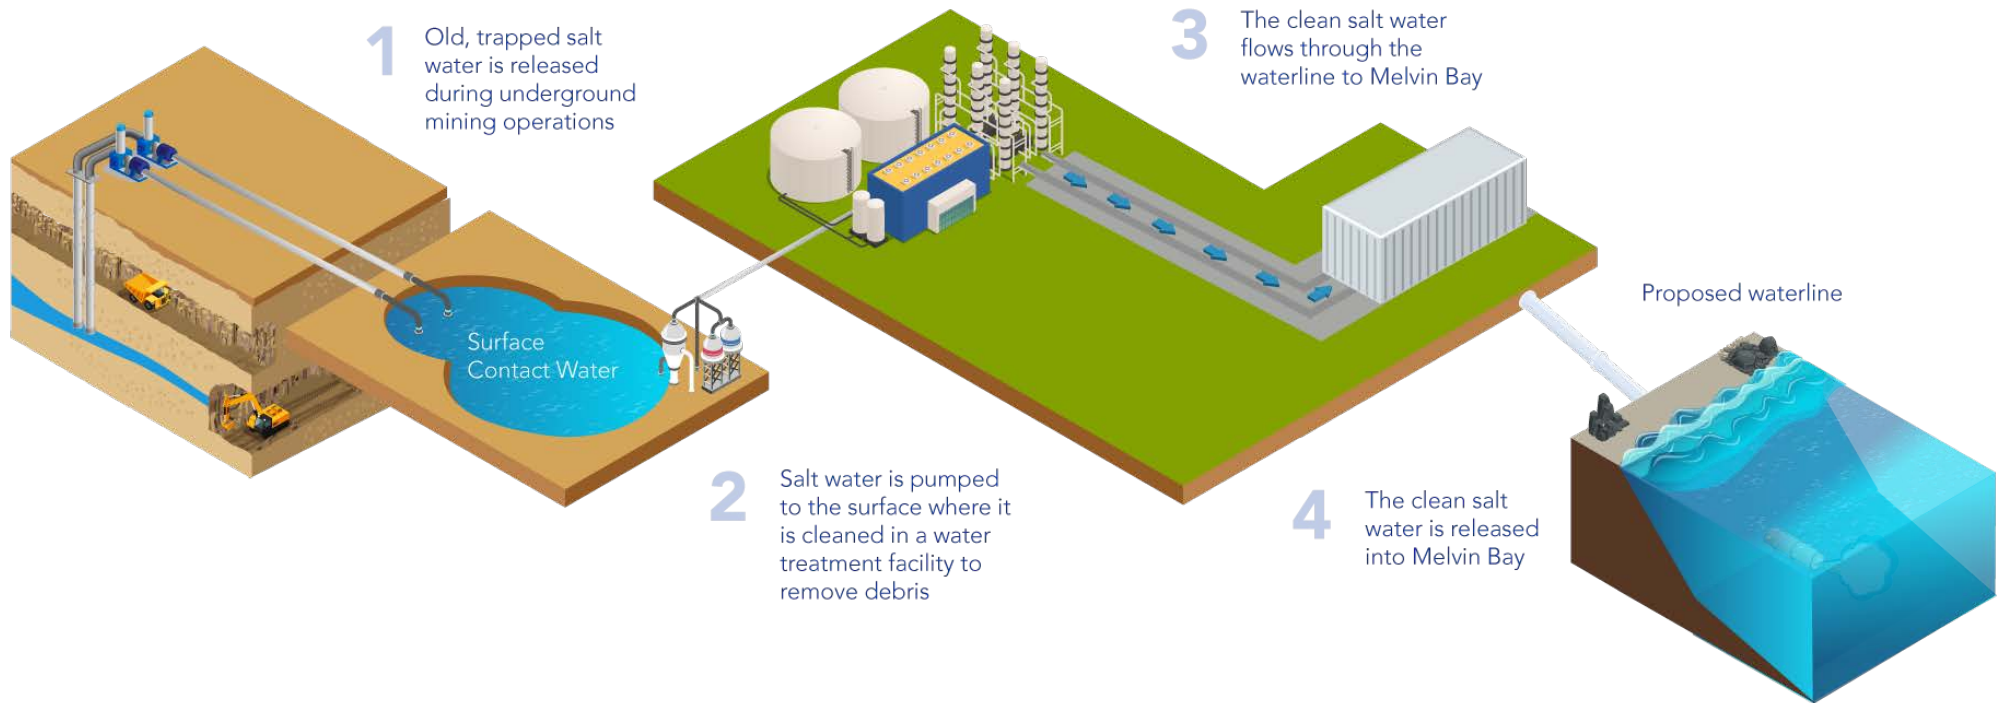 1
Old, trapped salt
water is released
during underground
mining operations
Surface
Contact Water
2
Salt water is pumped
to the surface where it
is cleaned in a water
treatment facility to
remove debris
3
The clean salt water
flows through the
waterline to Melvin Bay
Proposed waterline
4
The clean salt
water is released
into Melvin Bay